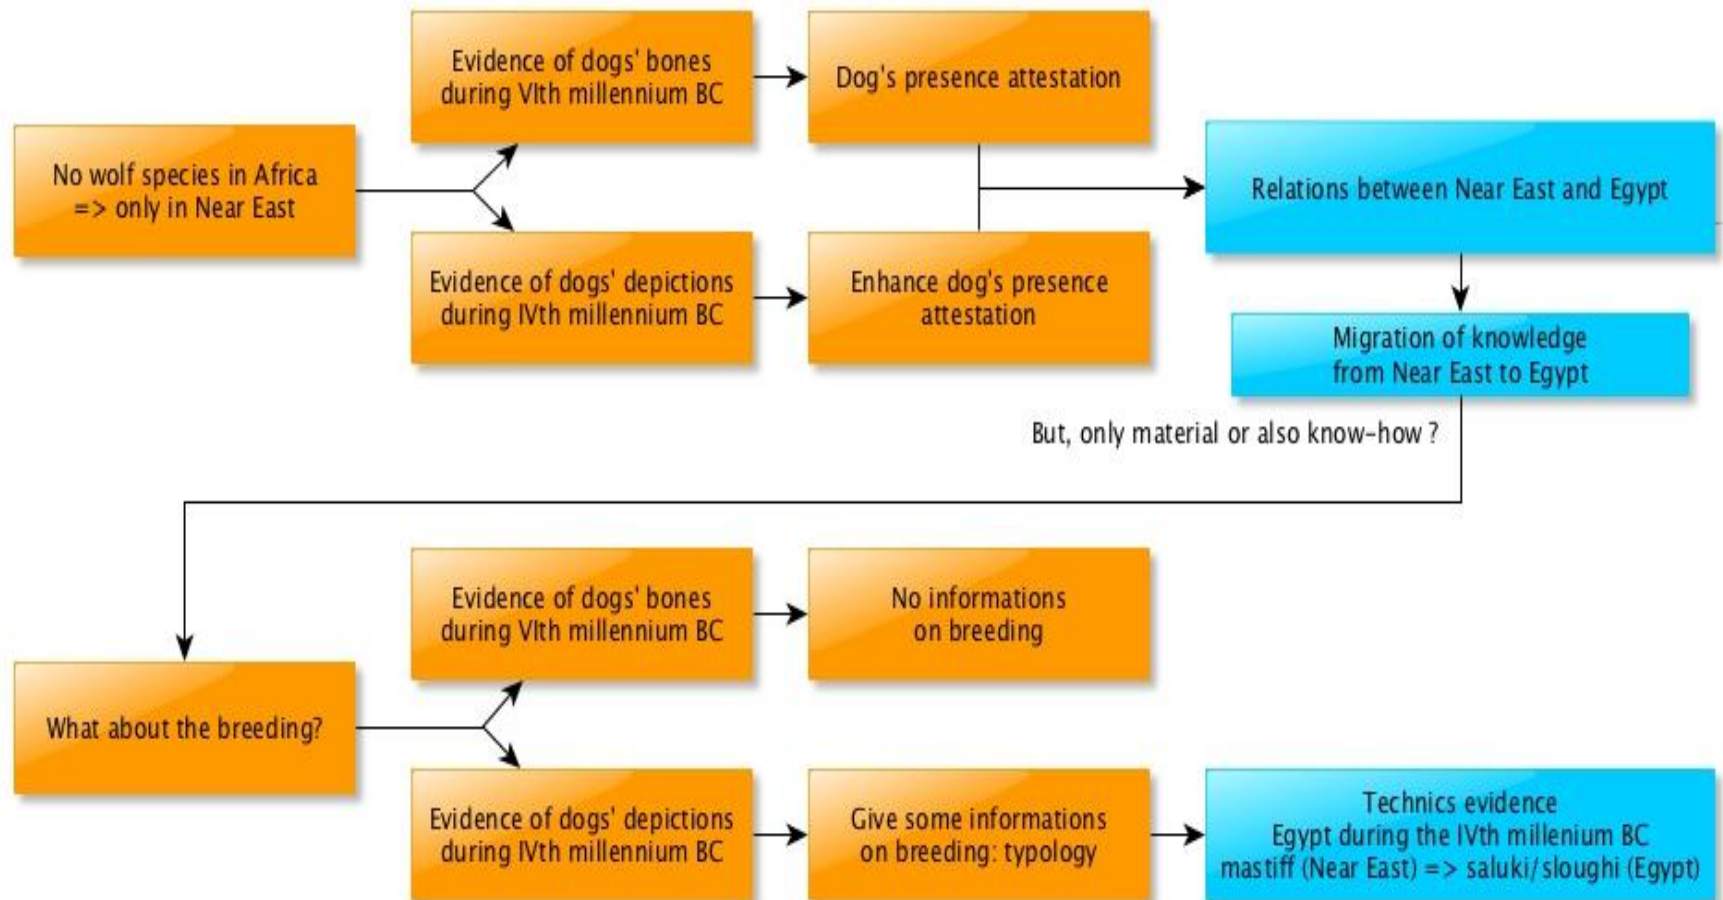 Evidence of dogs' bones
during VIth millennium BC
Dog's presence attestation
No wolf species in Africa
=> only in Near East
Relations between Near East and Egypt
Evidence of dogs' depictions
during IVth millennium BC
Enhance dog's presence
attestation
Migration of knowledge
from Near East to Egypt
But, only material or also know-how ?
Evidence of dogs' bones
during VIth millennium BC
No informations
on breeding
What about the breeding?
Evidence of dogs' depictions
during IVth millennium BC
Give some informations
on breeding: typology
Technics evidence
Egypt during the IVth millenium BC
mastiff (Near East) => saluki/sloughi (Egypt)